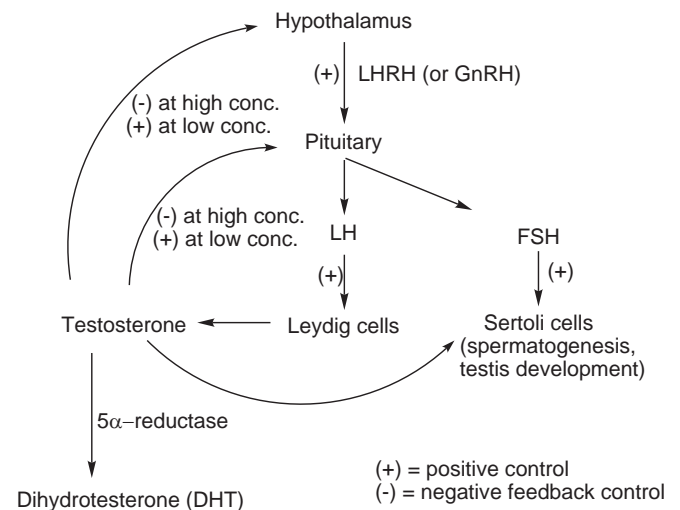 Hypothalamus
(+) LHRH (or GnRH)
(-) at high conc.
(+) at low conc.
Pituitary
(-) at high conc.
(+) at low conc.
LH
FSH
(+)
(+)
Testosterone
Leydig cells
Sertoli cells
(spermatogenesis,
testis development)
5α−reductase
(+) = positive control
(-) = negative feedback control
Dihydrotesterone (DHT)